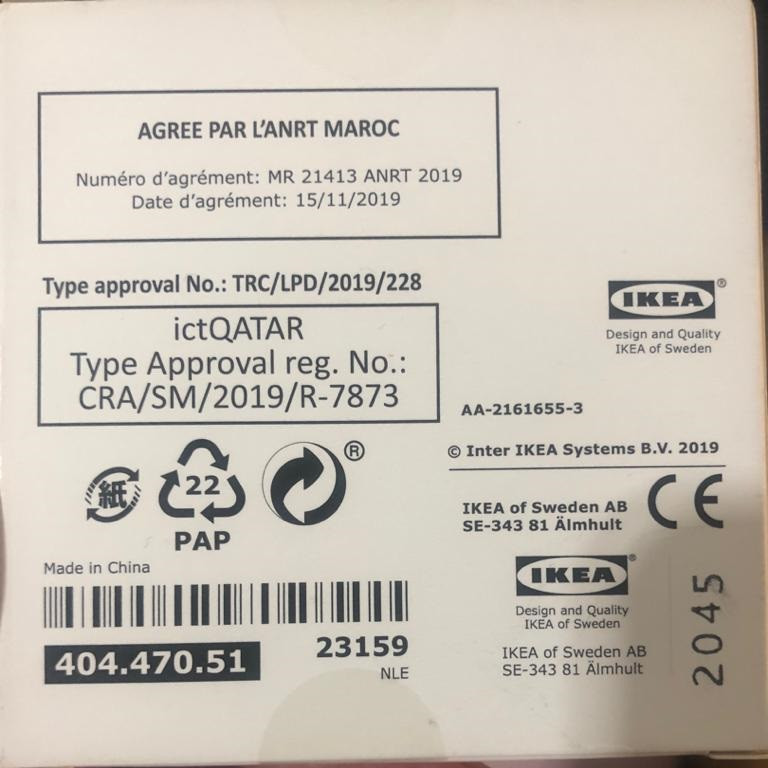 AGREE PAR L'ANRT MAROC
Numéro d'agrément: MR 21413 ANRT 2019
Date d'agrément: 15/11/2019
Type approval No.: TRC/LPD/2019/228
ictQATAR
Type Approval reg. No.:
CRA/SM/2019/R-7873
IKEA®
Design and Quality
IKEA of Sweden
AA-2161655-3
© Inter IKEA Systems B.V. 2019
IKEA of Sweden AB
SE-343 81 Älmhult
CE
紙
22
PAP
®
Made in China
404.470.51
23159
NLE
IKEA®
Design and Quality
IKEA of Sweden
IKEA of Sweden AB
SE-343 81 Älmhult
2045